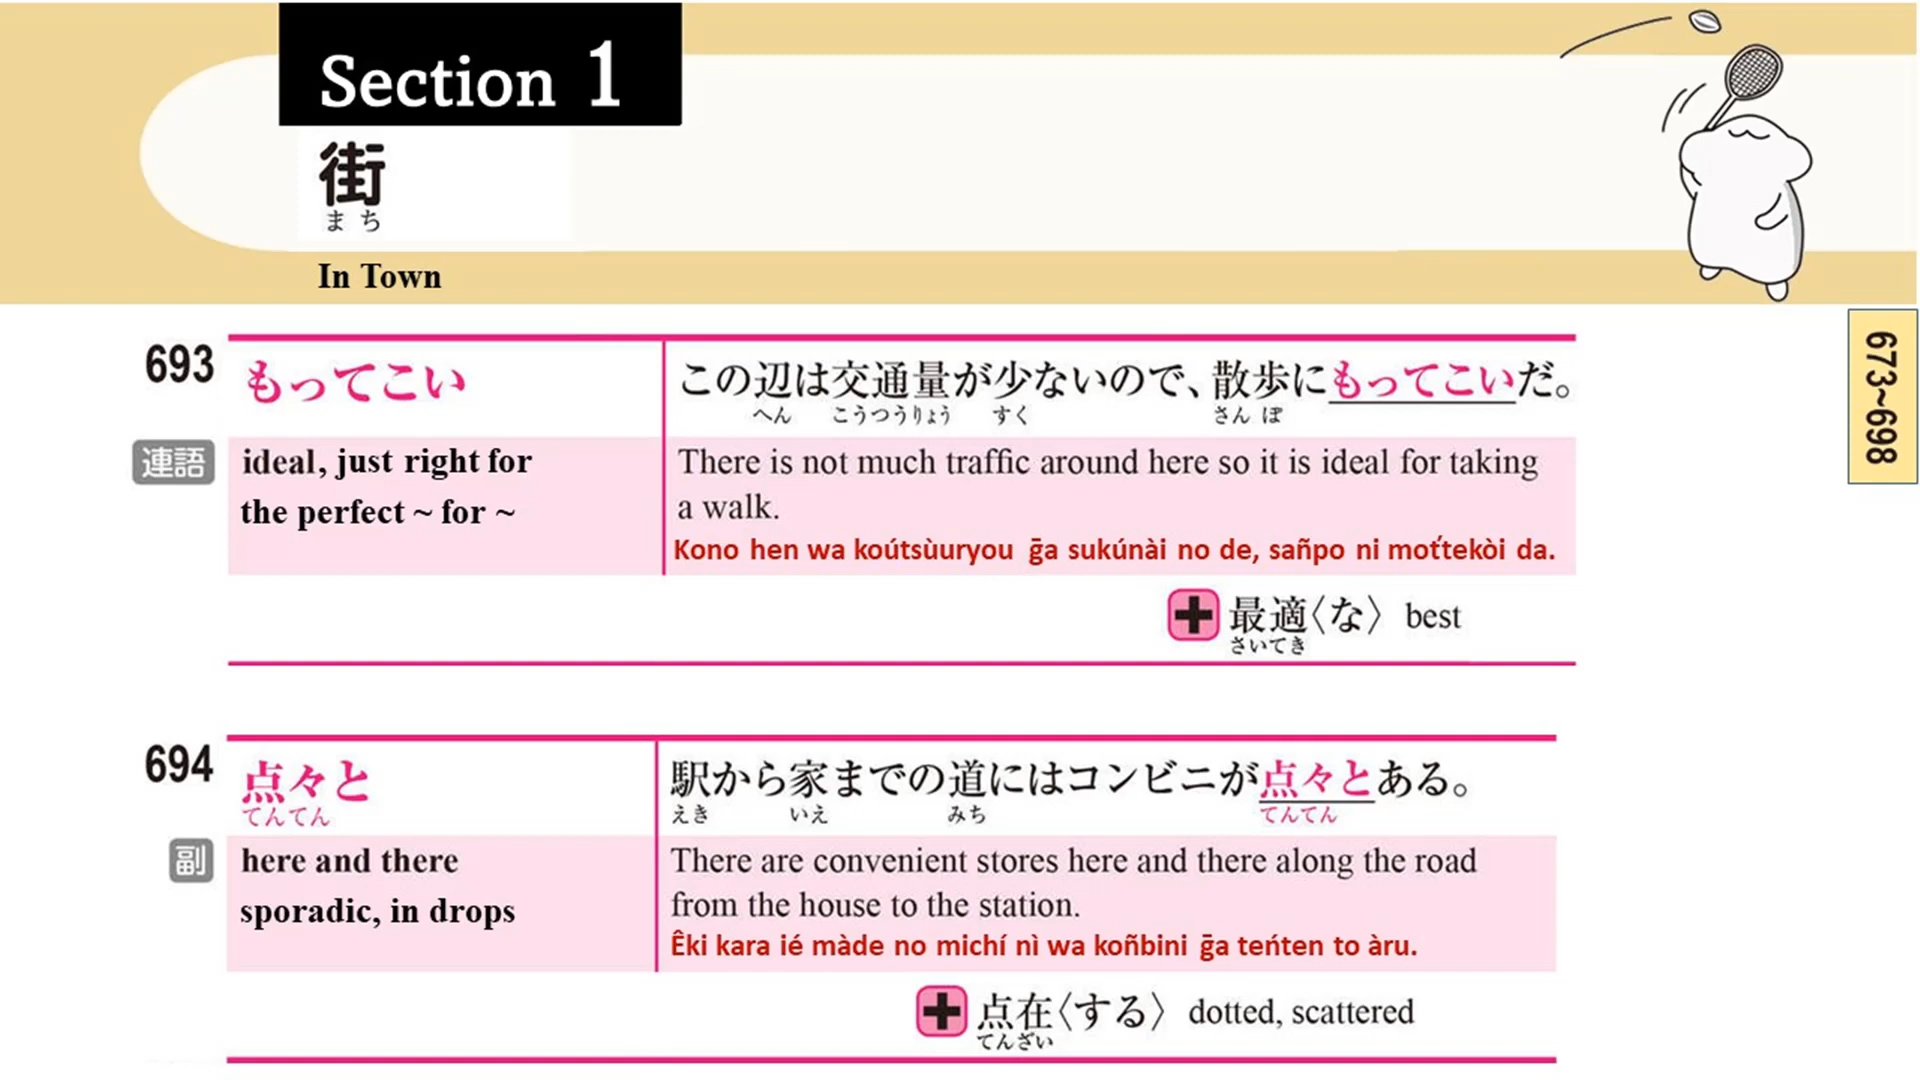 Section 1
街
まち
In Town
673~698
693
もってこい
この辺は交通量が少ないので、散歩にもってこいだ。
へん こうつうりょう すく さん ぽ
連語
ideal, just right for
the perfect ~ for ~
There is not much traffic around here so it is ideal for taking
a walk.
Kono hen wa koútsùuryou ḡa sukúnài no de, sañpo ni moťtekòi da.
最適〈な〉 best
さいてき
694
点々と
てんてん
駅から家までの道にはコンビニが点々とある。
えき いえ みち てんてん
副
here and there
sporadic, in drops
There are convenient stores here and there along the road
from the house to the station.
Êki kara ié màde no michí nì wa koñbini ḡa teńten to àru.
点在〈する〉 dotted, scattered
てんざい